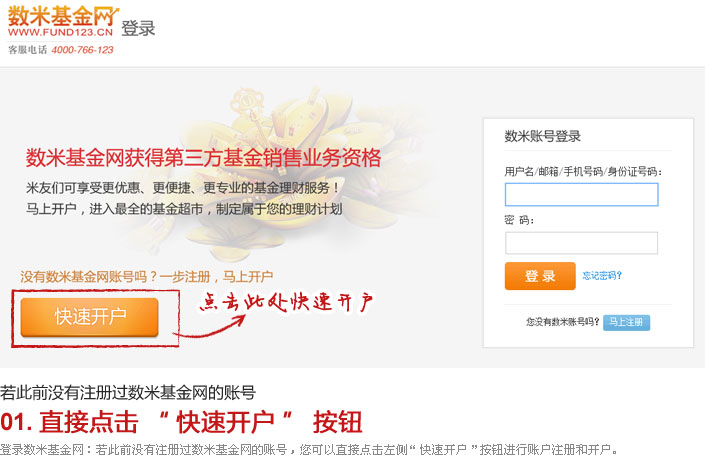 数米基金网
WWW.FUND123.CN
登录
客服电话 4000-766-123
数米基金网获得第三方基金销售业务资格
米友们可享受更优惠、更便捷、更专业的基金理财服务！
马上开户，进入最全的基金超市，制定属于您的理财计划
没有数米基金网账号吗？一步注册，马上开户
快速开户
点击此处快速开户
数米账号登录
用户名/邮箱/手机号码/身份证号码：
密 码：
登 录
忘记密码？
您没有数米账号吗？ 马上注册
若此前没有注册过数米基金网的账号
01. 直接点击 “ 快速开户 ” 按钮
登录数米基金网：若此前没有注册过数米基金网的账号，您可以直接点击左侧“ 快速开户 ”按钮进行账户注册和开户。